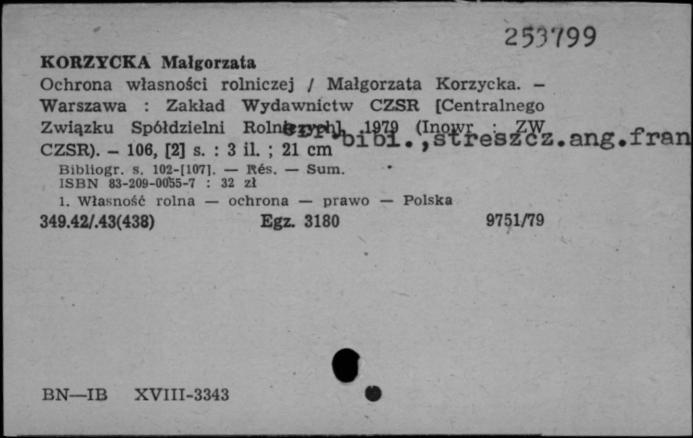 253799
KORZYCKA Małgorzata
Ochrona własności rolniczej / Małgorzata Korzycka. –
Warszawa : Zakład Wydawnictw CZSR [Centralnego
Związku Spółdzielni Rolniczych], 1979 (Inowr. : ZW
bibl.,streszcz.ang.fran
CZSR). – 106, [2] s. : 3 il. ; 21 cm
Bibliogr. s. 102-[107]. — Rés. — Sum.
ISBN 83-209-0055-7 : 32 zł
1. Własność rolna — ochrona — prawo — Polska
349.42/.43(438) Egz. 3180 9751/79
BN—IB XVIII-3343